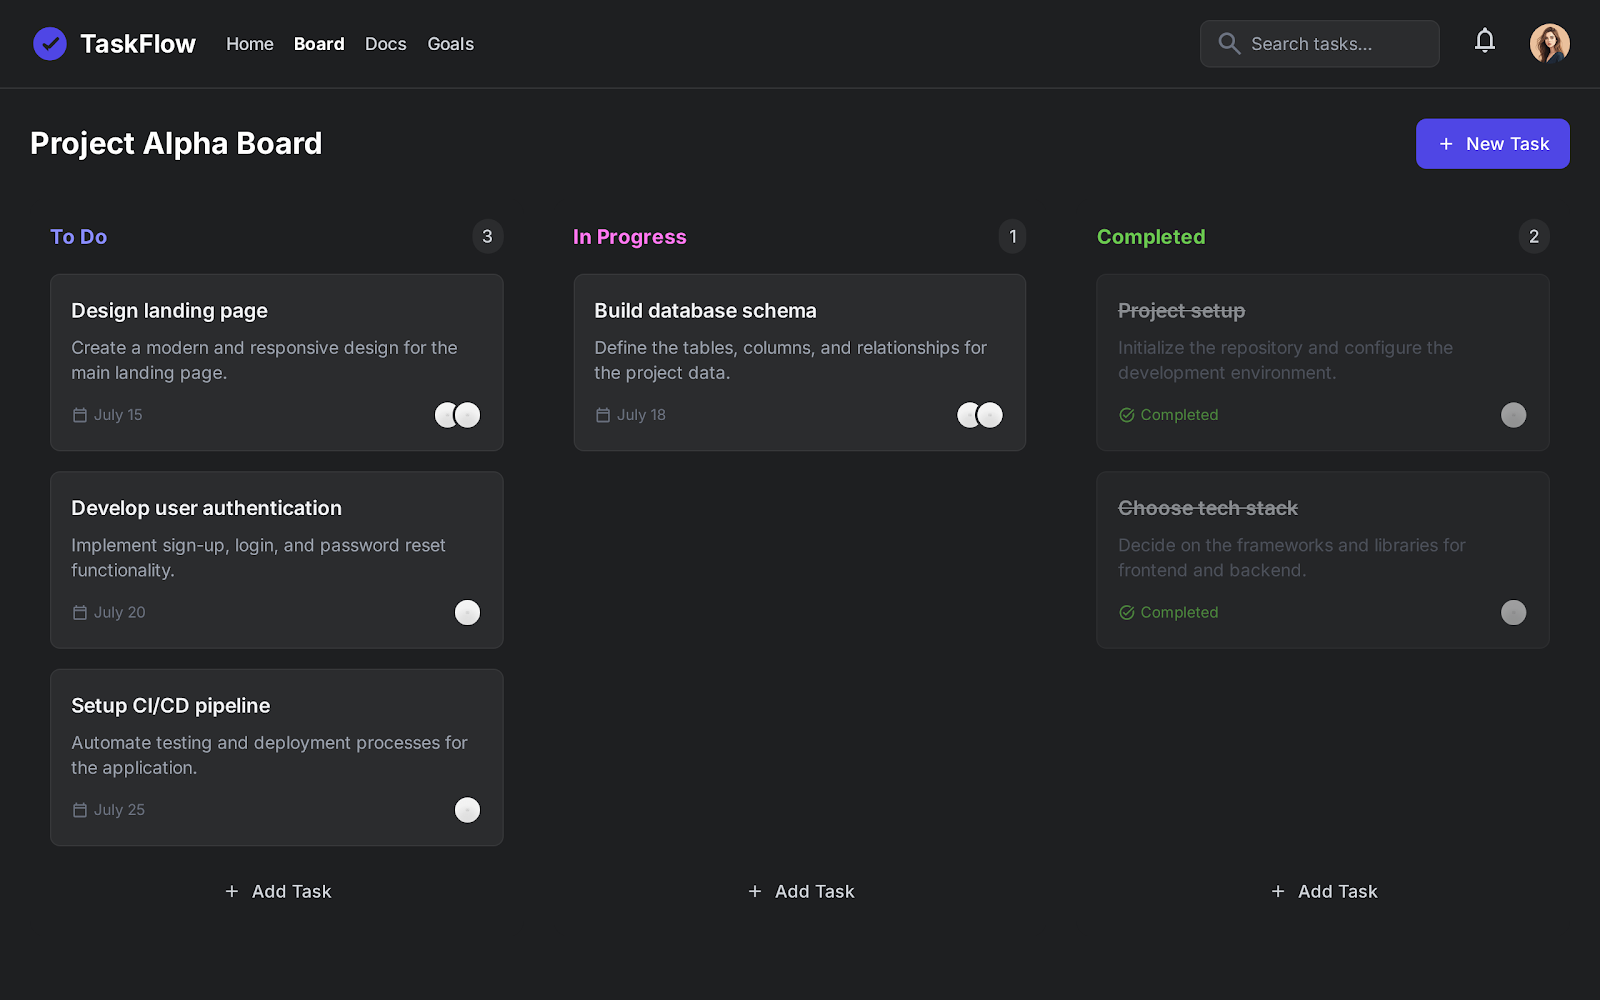 TaskFlow
Home
Board
Docs
Goals
Search tasks...
Project Alpha Board
+ New Task
To Do
3
Design landing page
Create a modern and responsive design for the
main landing page.
July 15
Develop user authentication
Implement sign-up, login, and password reset
functionality.
July 20
Setup CI/CD pipeline
Automate testing and deployment processes for
the application.
July 25
+ Add Task
In Progress
1
Build database schema
Define the tables, columns, and relationships for
the project data.
July 18
+ Add Task
Completed
2
Project setup
Initialize the repository and configure the
development environment.
Completed
Choose tech stack
Decide on the frameworks and libraries for
frontend and backend.
Completed
+ Add Task